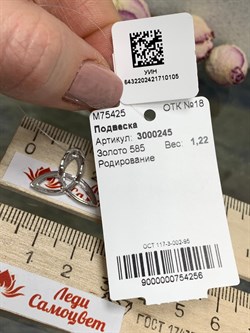 УИН
6432202421710105
М75425 ОТК №18
Подвеска
Артикул: 3000245
Золото 585 Вес: 1,22
Родирование
ОСТ 117-3-002-95
9000000754256
Леди
Самоцвет